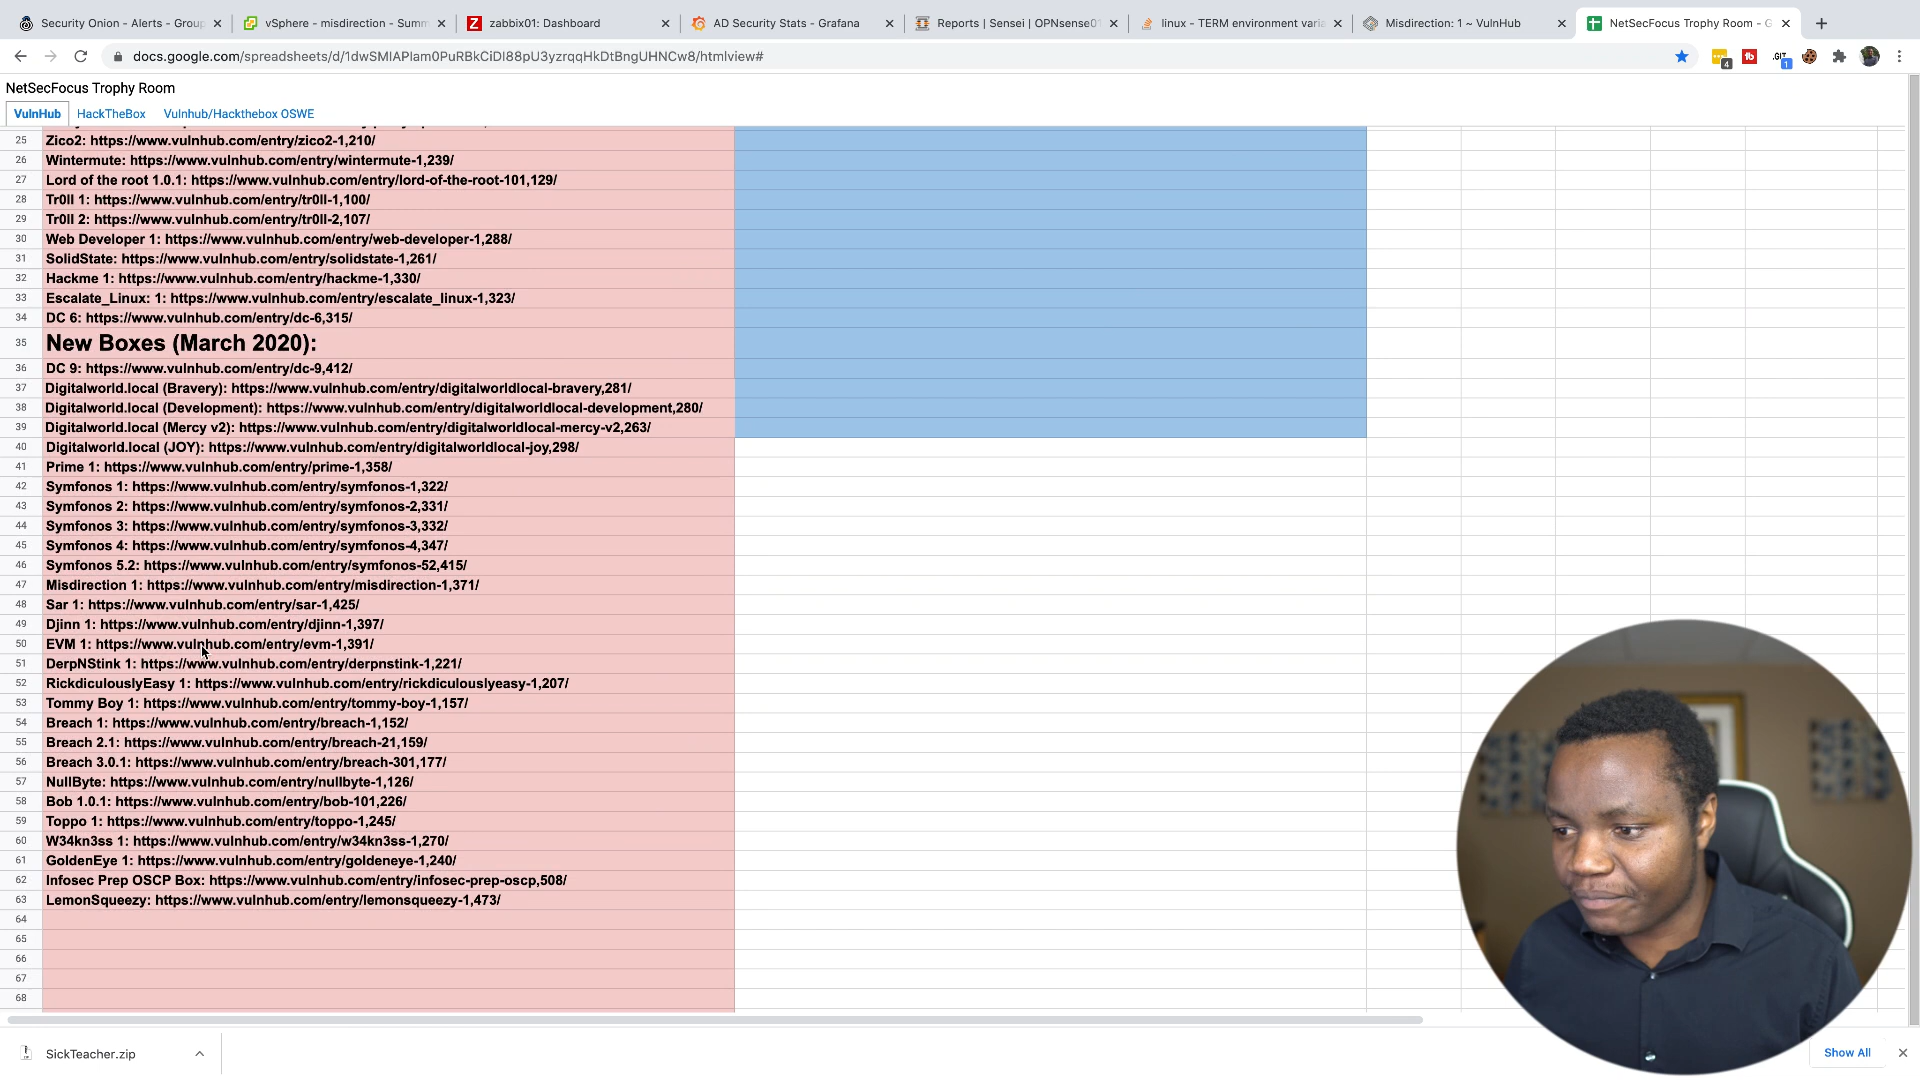 Security Onion - Alerts - Group
vSphere - misdirection - Summ
zabbix01: Dashboard
AD Security Stats - Grafana
Reports | Sensei | OPNsense01
linux - TERM environment varia
Misdirection: 1 ~ VulnHub
NetSecFocus Trophy Room - G
docs.google.com/spreadsheets/d/1dwSMIAPIam0PuRBkCiDI88pU3yzrqqHkDtBngUHNCw8/htmlview#
NetSecFocus Trophy Room
VulnHub HackTheBox Vulnhub/Hackthebox OSWE
25 Zico2: https://www.vulnhub.com/entry/zico2-1,210/
26 Wintermute: https://www.vulnhub.com/entry/wintermute-1,239/
27 Lord of the root 1.0.1: https://www.vulnhub.com/entry/lord-of-the-root-101,129/
28 Tr0ll 1: https://www.vulnhub.com/entry/tr0ll-1,100/
29 Tr0ll 2: https://www.vulnhub.com/entry/tr0ll-2,107/
30 Web Developer 1: https://www.vulnhub.com/entry/web-developer-1,288/
31 SolidState: https://www.vulnhub.com/entry/solidstate-1,261/
32 Hackme 1: https://www.vulnhub.com/entry/hackme-1,330/
33 Escalate_Linux: 1: https://www.vulnhub.com/entry/escalate_linux-1,323/
34 DC 6: https://www.vulnhub.com/entry/dc-6,315/
35 New Boxes (March 2020):
36 DC 9: https://www.vulnhub.com/entry/dc-9,412/
37 Digitalworld.local (Bravery): https://www.vulnhub.com/entry/digitalworldlocal-bravery,281/
38 Digitalworld.local (Development): https://www.vulnhub.com/entry/digitalworldlocal-development,280/
39 Digitalworld.local (Mercy v2): https://www.vulnhub.com/entry/digitalworldlocal-mercy-v2,263/
40 Digitalworld.local (JOY): https://www.vulnhub.com/entry/digitalworldlocal-joy,298/
41 Prime 1: https://www.vulnhub.com/entry/prime-1,358/
42 Symfonos 1: https://www.vulnhub.com/entry/symfonos-1,322/
43 Symfonos 2: https://www.vulnhub.com/entry/symfonos-2,331/
44 Symfonos 3: https://www.vulnhub.com/entry/symfonos-3,332/
45 Symfonos 4: https://www.vulnhub.com/entry/symfonos-4,347/
46 Symfonos 5.2: https://www.vulnhub.com/entry/symfonos-52,415/
47 Misdirection 1: https://www.vulnhub.com/entry/misdirection-1,371/
48 Sar 1: https://www.vulnhub.com/entry/sar-1,425/
49 Djinn 1: https://www.vulnhub.com/entry/djinn-1,397/
50 EVM 1: https://www.vulnhub.com/entry/evm-1,391/
51 DerpNStink 1: https://www.vulnhub.com/entry/derpnstink-1,221/
52 RickdiculouslyEasy 1: https://www.vulnhub.com/entry/rickdiculouslyeasy-1,207/
53 Tommy Boy 1: https://www.vulnhub.com/entry/tommy-boy-1,157/
54 Breach 1: https://www.vulnhub.com/entry/breach-1,152/
55 Breach 2.1: https://www.vulnhub.com/entry/breach-21,159/
56 Breach 3.0.1: https://www.vulnhub.com/entry/breach-301,177/
57 NullByte: https://www.vulnhub.com/entry/nullbyte-1,126/
58 Bob 1.0.1: https://www.vulnhub.com/entry/bob-101,226/
59 Toppo 1: https://www.vulnhub.com/entry/toppo-1,245/
60 W34kn3ss 1: https://www.vulnhub.com/entry/w34kn3ss-1,270/
61 GoldenEye 1: https://www.vulnhub.com/entry/goldeneye-1,240/
62 Infosec Prep OSCP Box: https://www.vulnhub.com/entry/infosec-prep-oscp,508/
63 LemonSqueezy: https://www.vulnhub.com/entry/lemonsqueezy-1,473/
64
65
66
67
68
SickTeacher.zip
Show All